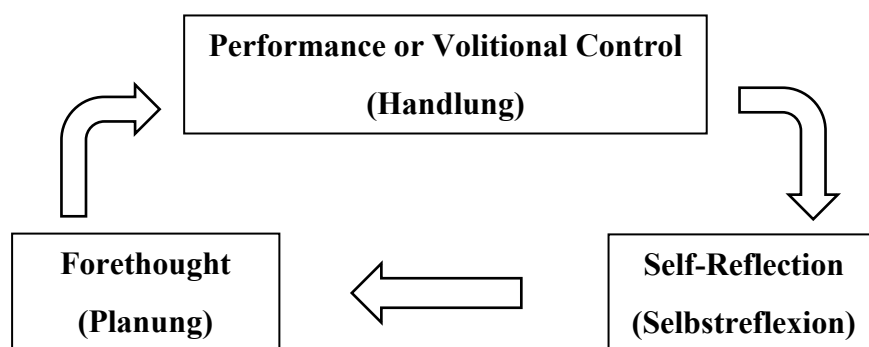 Performance or Volitional Control
(Handlung)
Forethought
(Planung)
Self-Reflection
(Selbstreflexion)